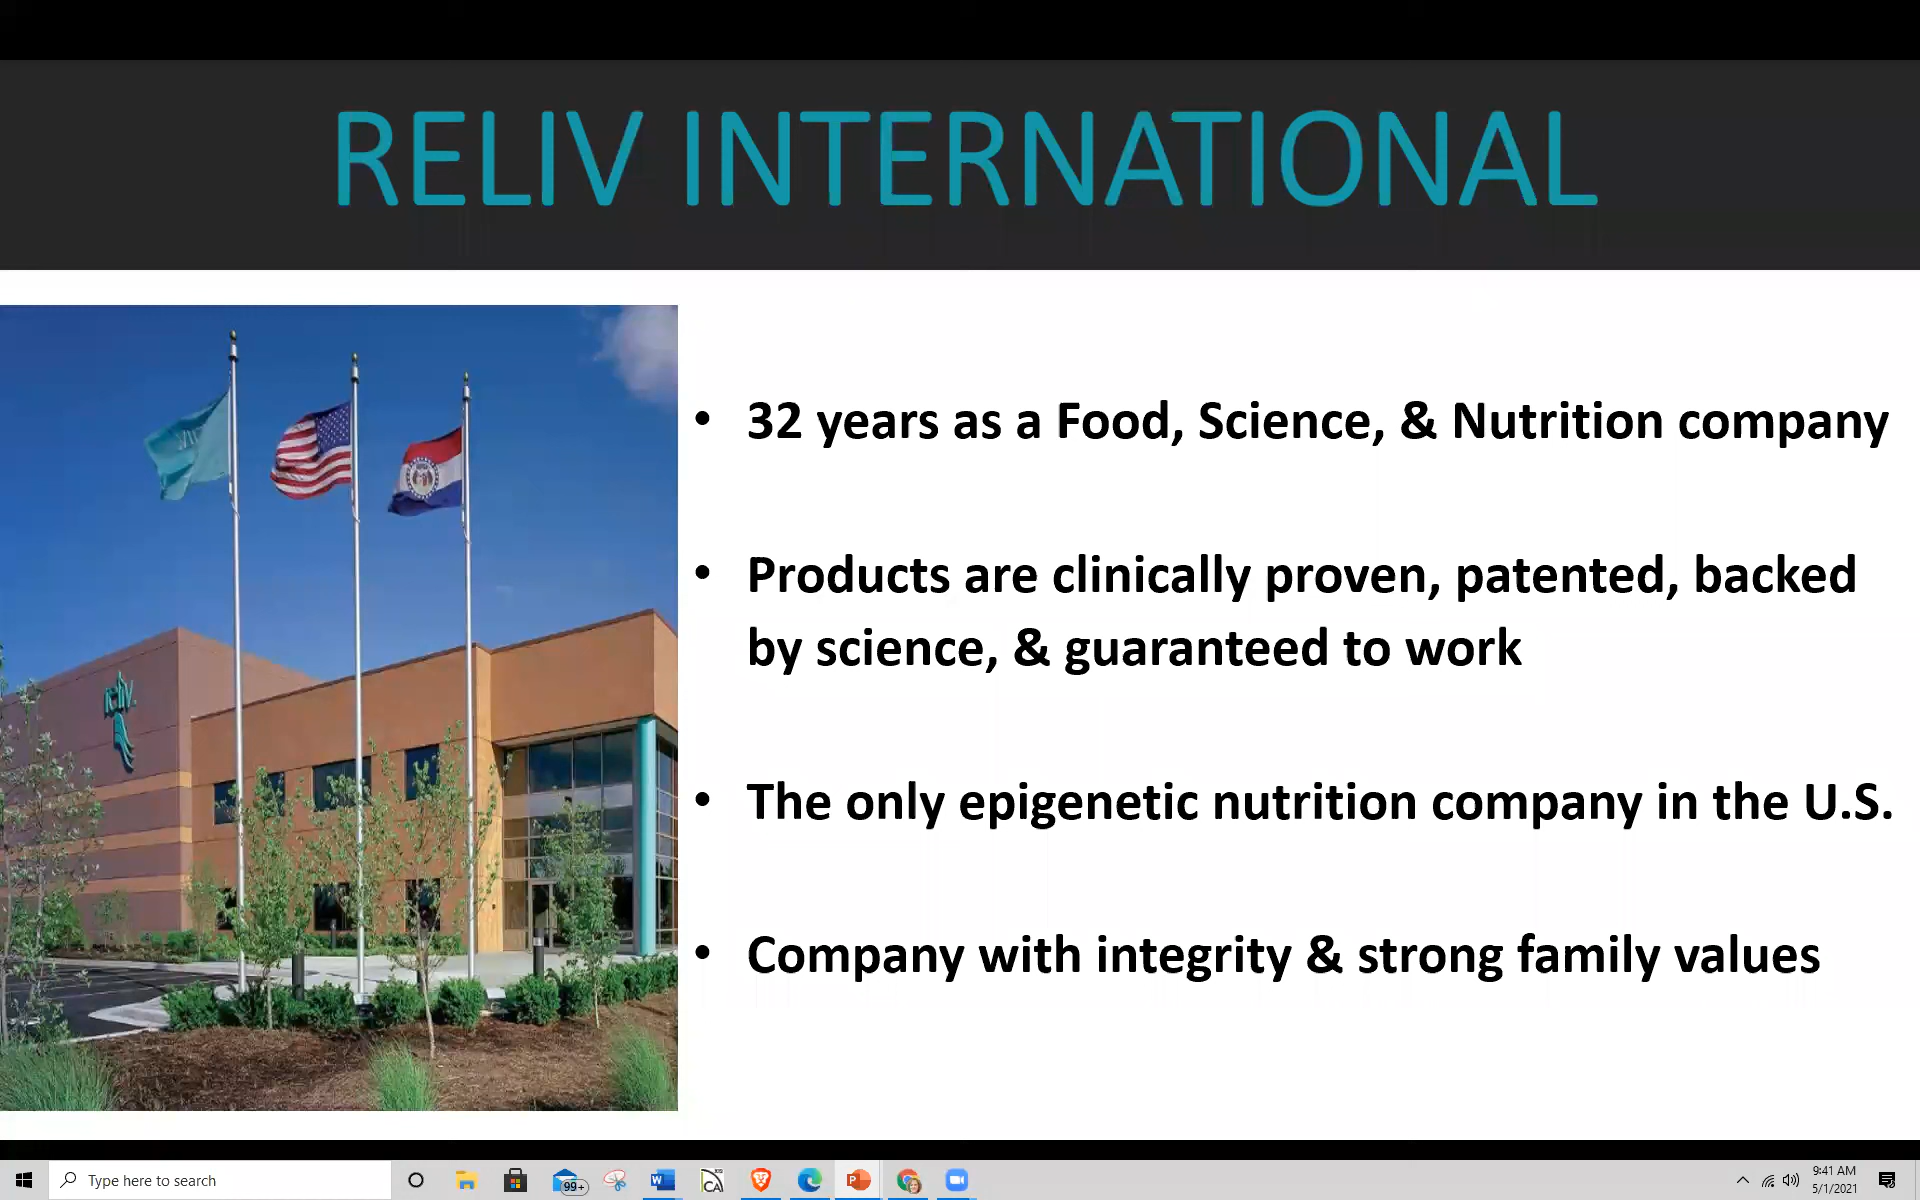 RELIV INTERNATIONAL
reliv
• 32 years as a Food, Science, & Nutrition company
• Products are clinically proven, patented, backed
by science, & guaranteed to work
• The only epigenetic nutrition company in the U.S.
• Company with integrity & strong family values
Type here to search
99+
9:41 AM
5/1/2021